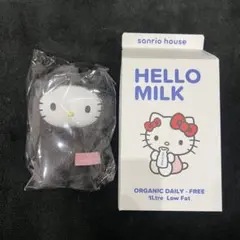 sanrio house
HELLO
MILK
ORGANIC DAILY - FREE
1Litre Low Fat